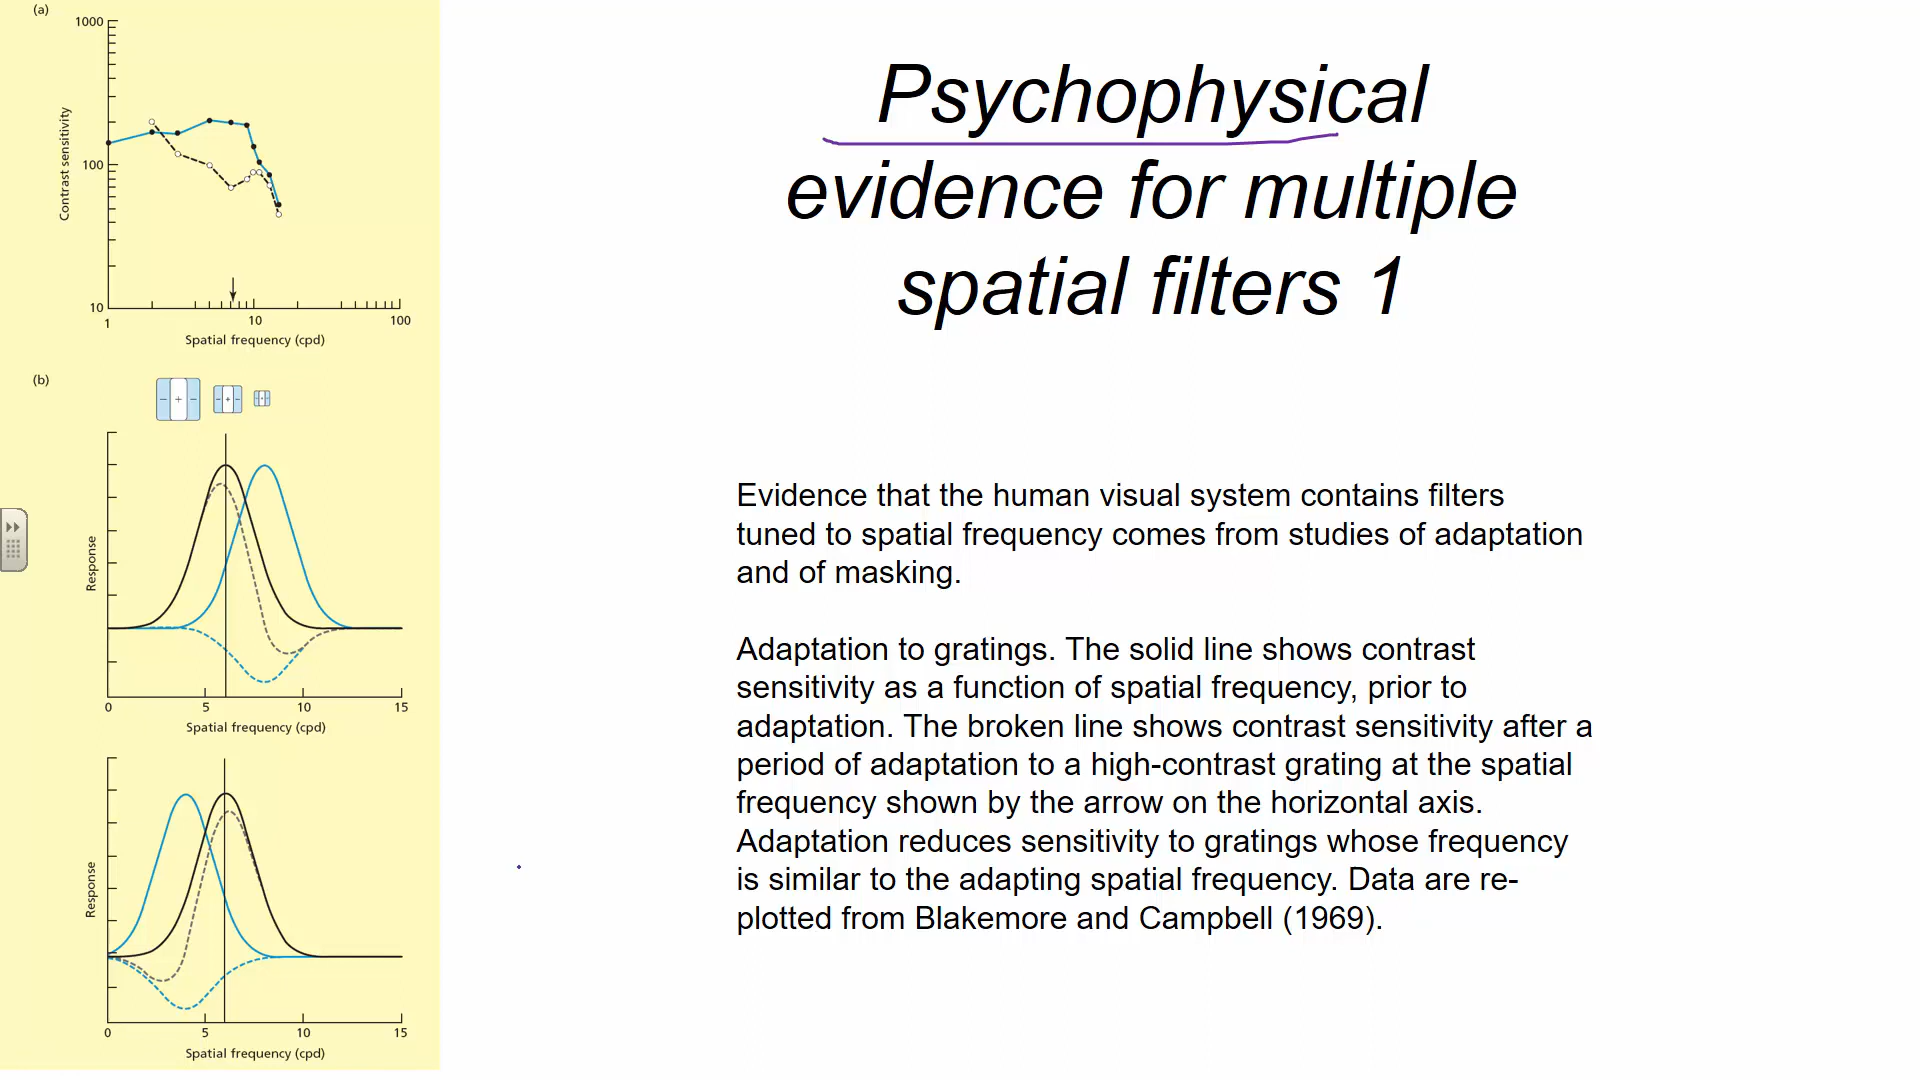 (a)
1000
100
10
Contrast sensitivity
1
10
100
Spatial frequency (cpd)
(b)
− + −
− + −
Response
0 5 10 15
Spatial frequency (cpd)
Response
0 5 10 15
Spatial frequency (cpd)
Psychophysical
evidence for multiple
spatial filters 1
Evidence that the human visual system contains filters
tuned to spatial frequency comes from studies of adaptation
and of masking.
Adaptation to gratings. The solid line shows contrast
sensitivity as a function of spatial frequency, prior to
adaptation. The broken line shows contrast sensitivity after a
period of adaptation to a high-contrast grating at the spatial
frequency shown by the arrow on the horizontal axis.
Adaptation reduces sensitivity to gratings whose frequency
is similar to the adapting spatial frequency. Data are re-
plotted from Blakemore and Campbell (1969).